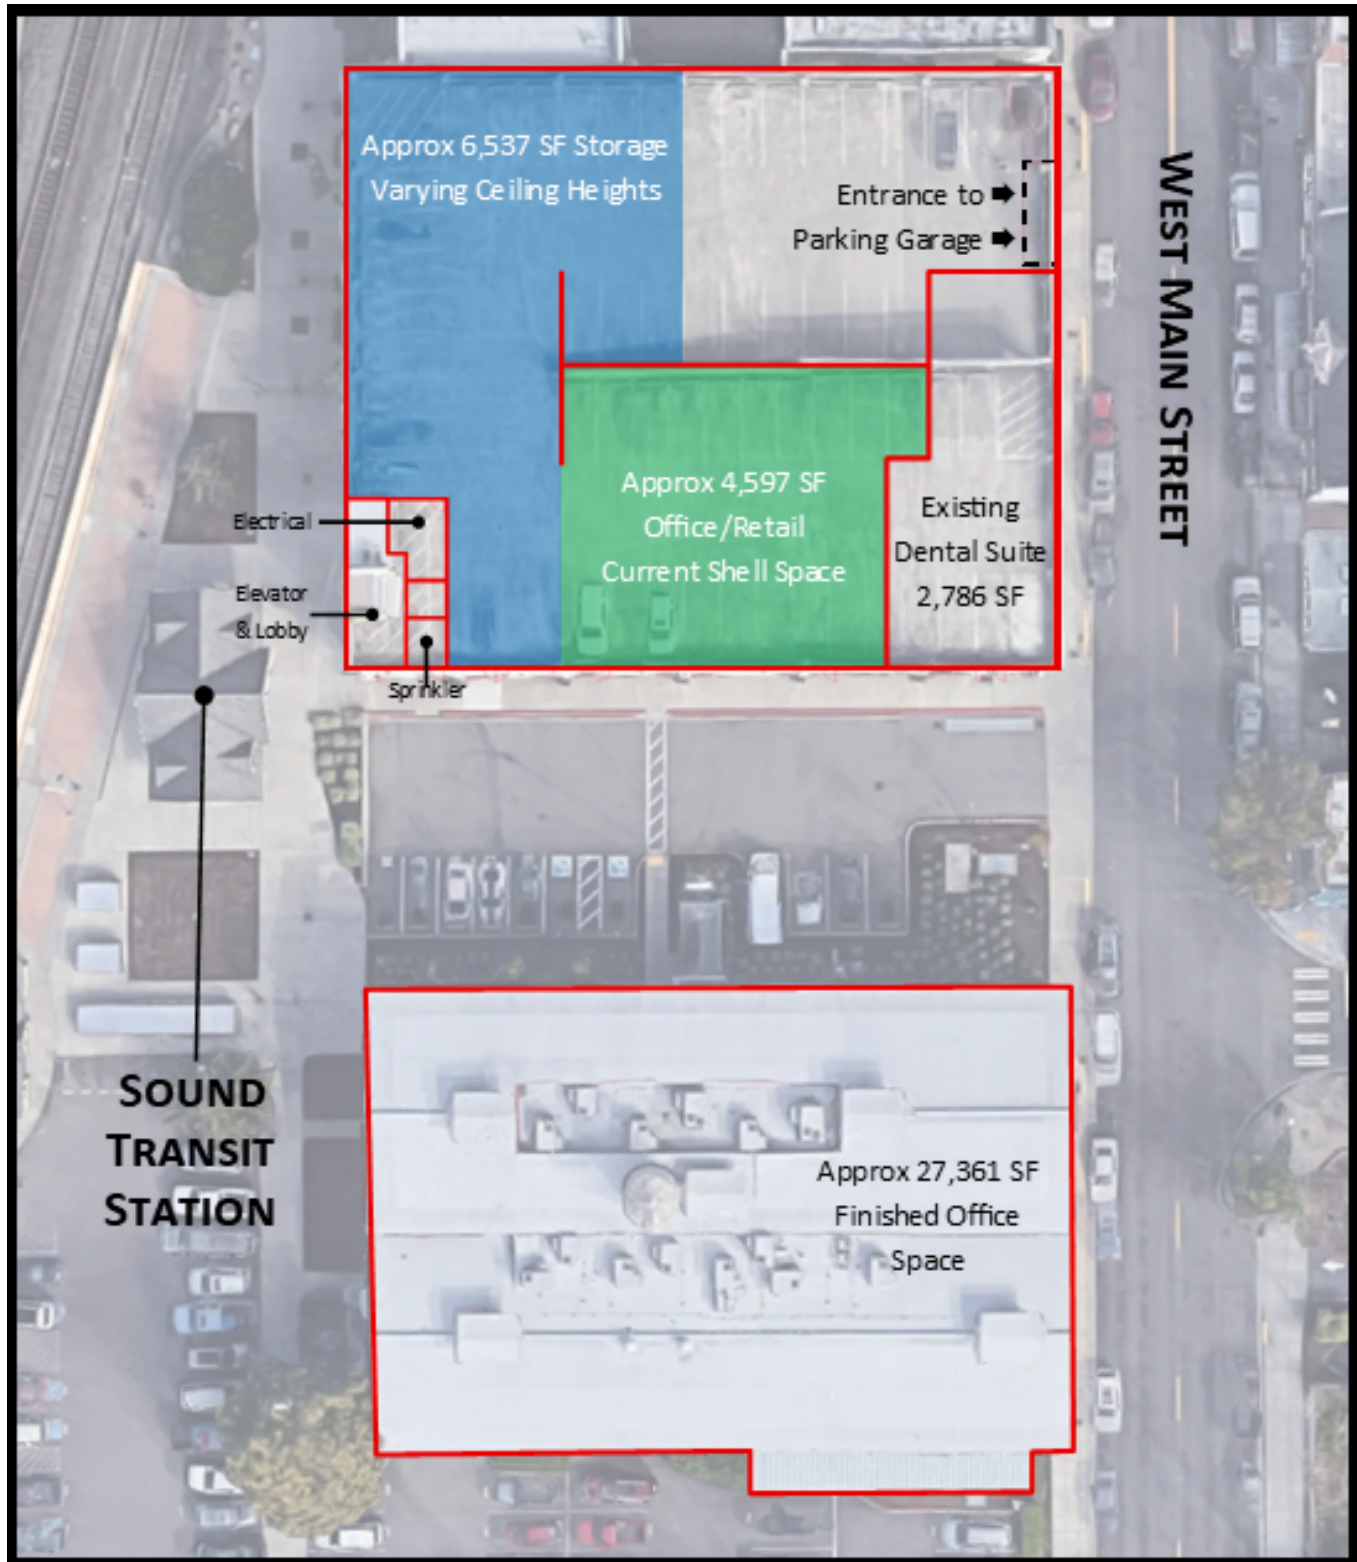 Approx 6,537 SF Storage
Varying Ceiling Heights
Entrance to
Parking Garage
WEST MAIN STREET
Approx 4,597 SF
Office/Retail
Current Shell Space
Existing
Dental Suite
2,786 SF
Electrical
Elevator
& Lobby
Sprinkler
SOUND
TRANSIT
STATION
Approx 27,361 SF
Finished Office
Space